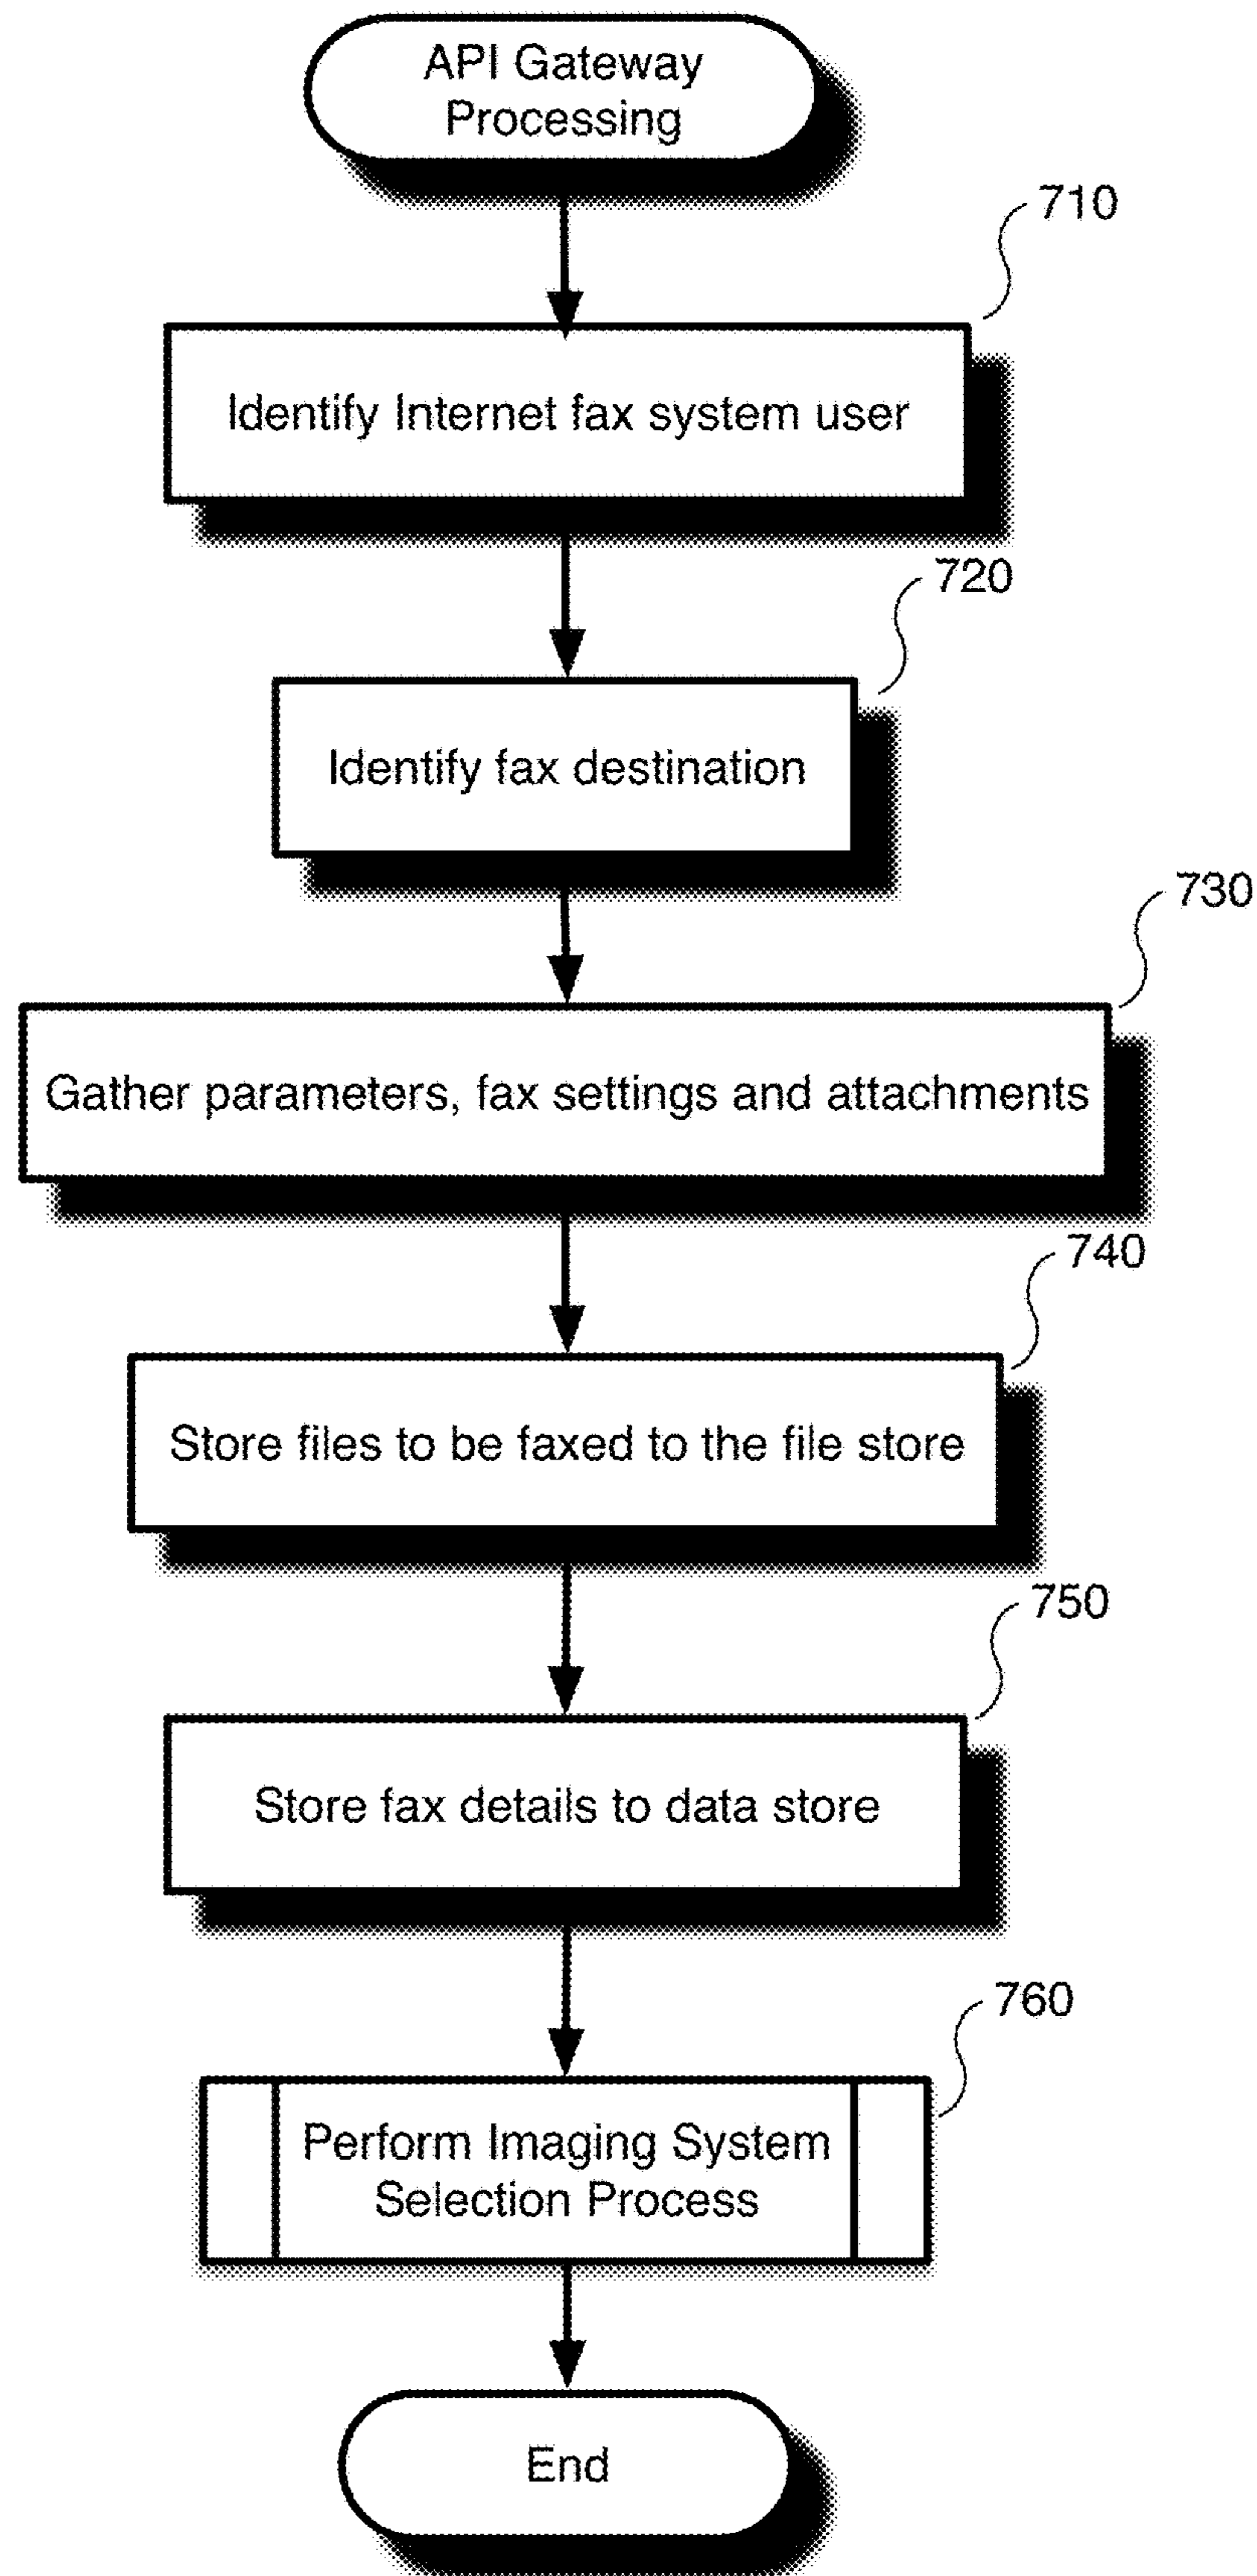 API Gateway
Processing
710
Identify Internet fax system user
720
Identify fax destination
730
Gather parameters, fax settings and attachments
740
Store files to be faxed to the file store
750
Store fax details to data store
760
Perform Imaging System
Selection Process
End